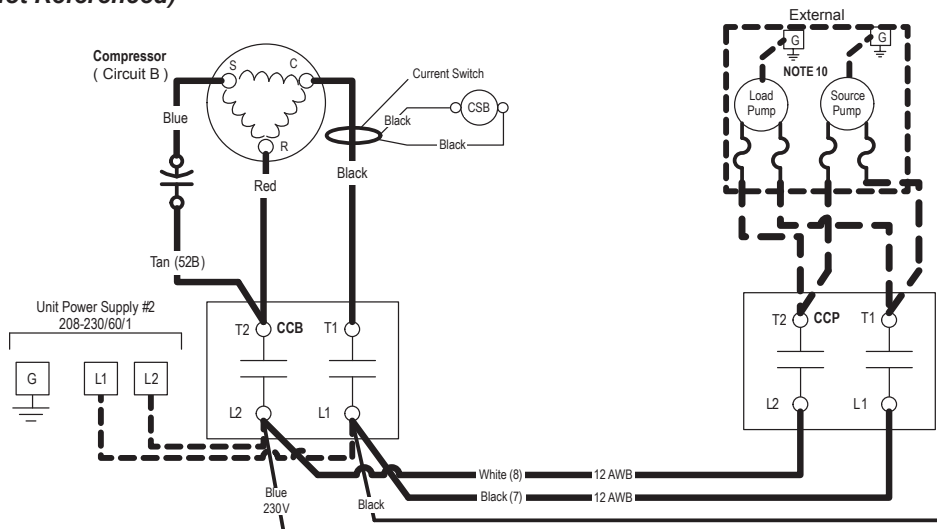 ot Referenced)
External
Compressor
( Circuit B )
S
C
R
Current Switch
CSB
Black
Black
Blue
Red
Black
Tan (52B)
G
G
NOTE 10
Load
Pump
Source
Pump
Unit Power Supply #2
208-230/60/1
G
L1
L2
T2
CCB
T1
L2
L1
T2
CCP
T1
L2
L1
White (8)
12 AWB
Black (7)
12 AWB
Blue
230V
Black